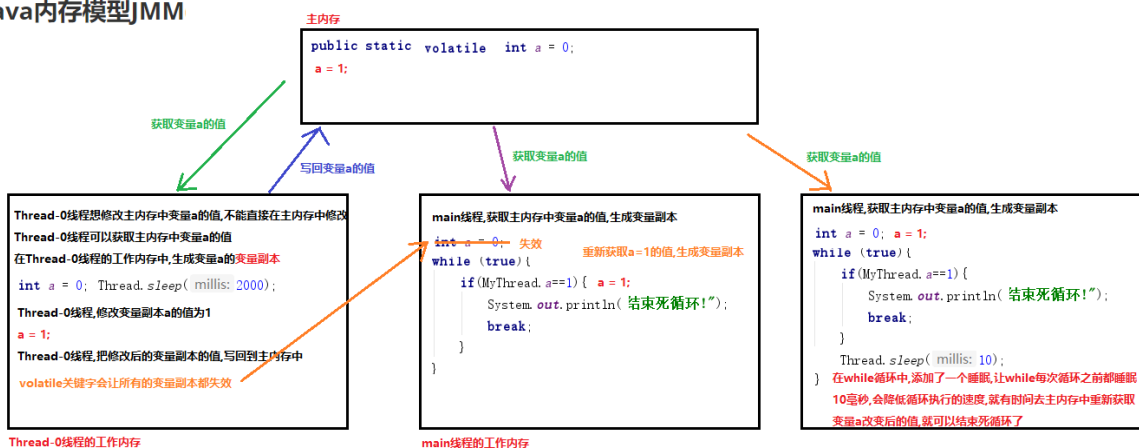 ava内存模型JMM
主内存
public static volatile int a = 0;
a = 1;
获取变量a的值
写回变量a的值
获取变量a的值
获取变量a的值
Thread-0线程想修改主内存中变量a的值,不能直接在主内存中修改
Thread-0线程可以获取主内存中变量a的值
在Thread-0线程的工作内存中,生成变量a的变量副本
int a = 0; Thread.sleep( millis: 2000);
Thread-0线程,修改变量副本a的值为1
a = 1;
Thread-0线程,把修改后的变量副本的值,写回到主内存中
volatile关键字会让所有的变量副本都失效
Thread-0线程的工作内存
main线程,获取主内存中变量a的值,生成变量副本
int a = 0; 失效
重新获取a=1的值,生成变量副本
while (true){
if(MyThread.a==1){ a = 1;
System.out.println( 结束死循环!");
break;
}
}
main线程的工作内存
main线程,获取主内存中变量a的值,生成变量副本
int a = 0; a = 1;
while (true){
if(MyThread.a==1){
System.out.println( 结束死循环!");
break;
}
Thread.sleep( millis: 10);
} 在while循环中,添加了一个睡眠,让while每次循环之前都睡眠
10毫秒,会降低循环执行的速度,就有时间去主内存中重新获取
变量a改变后的值,就可以结束死循环了